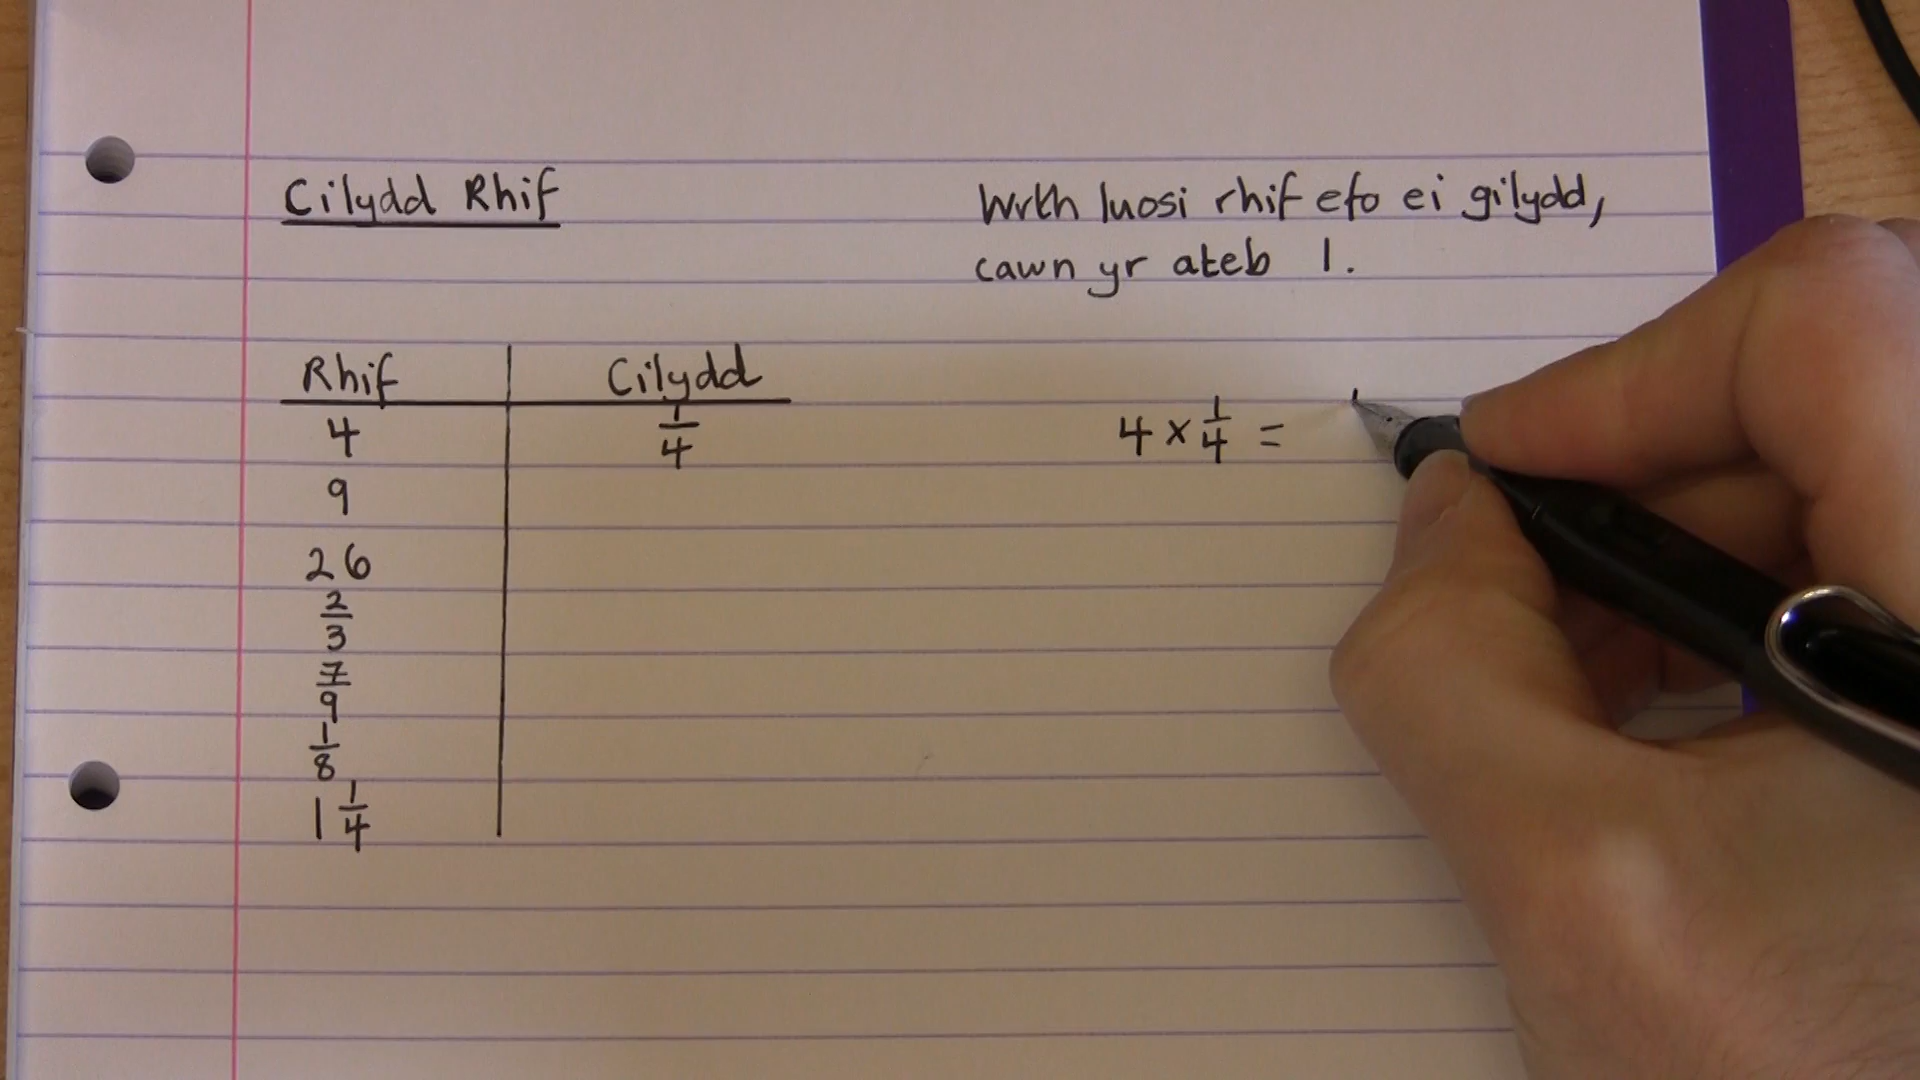 Cilydd Rhif
Wrth luosi rhif efo ei gilydd,
cawn yr ateb 1.
Rhif Cilydd
4 1/4
4 × 1/4 =
9
26
2/3
7/9
1/8
1 1/4